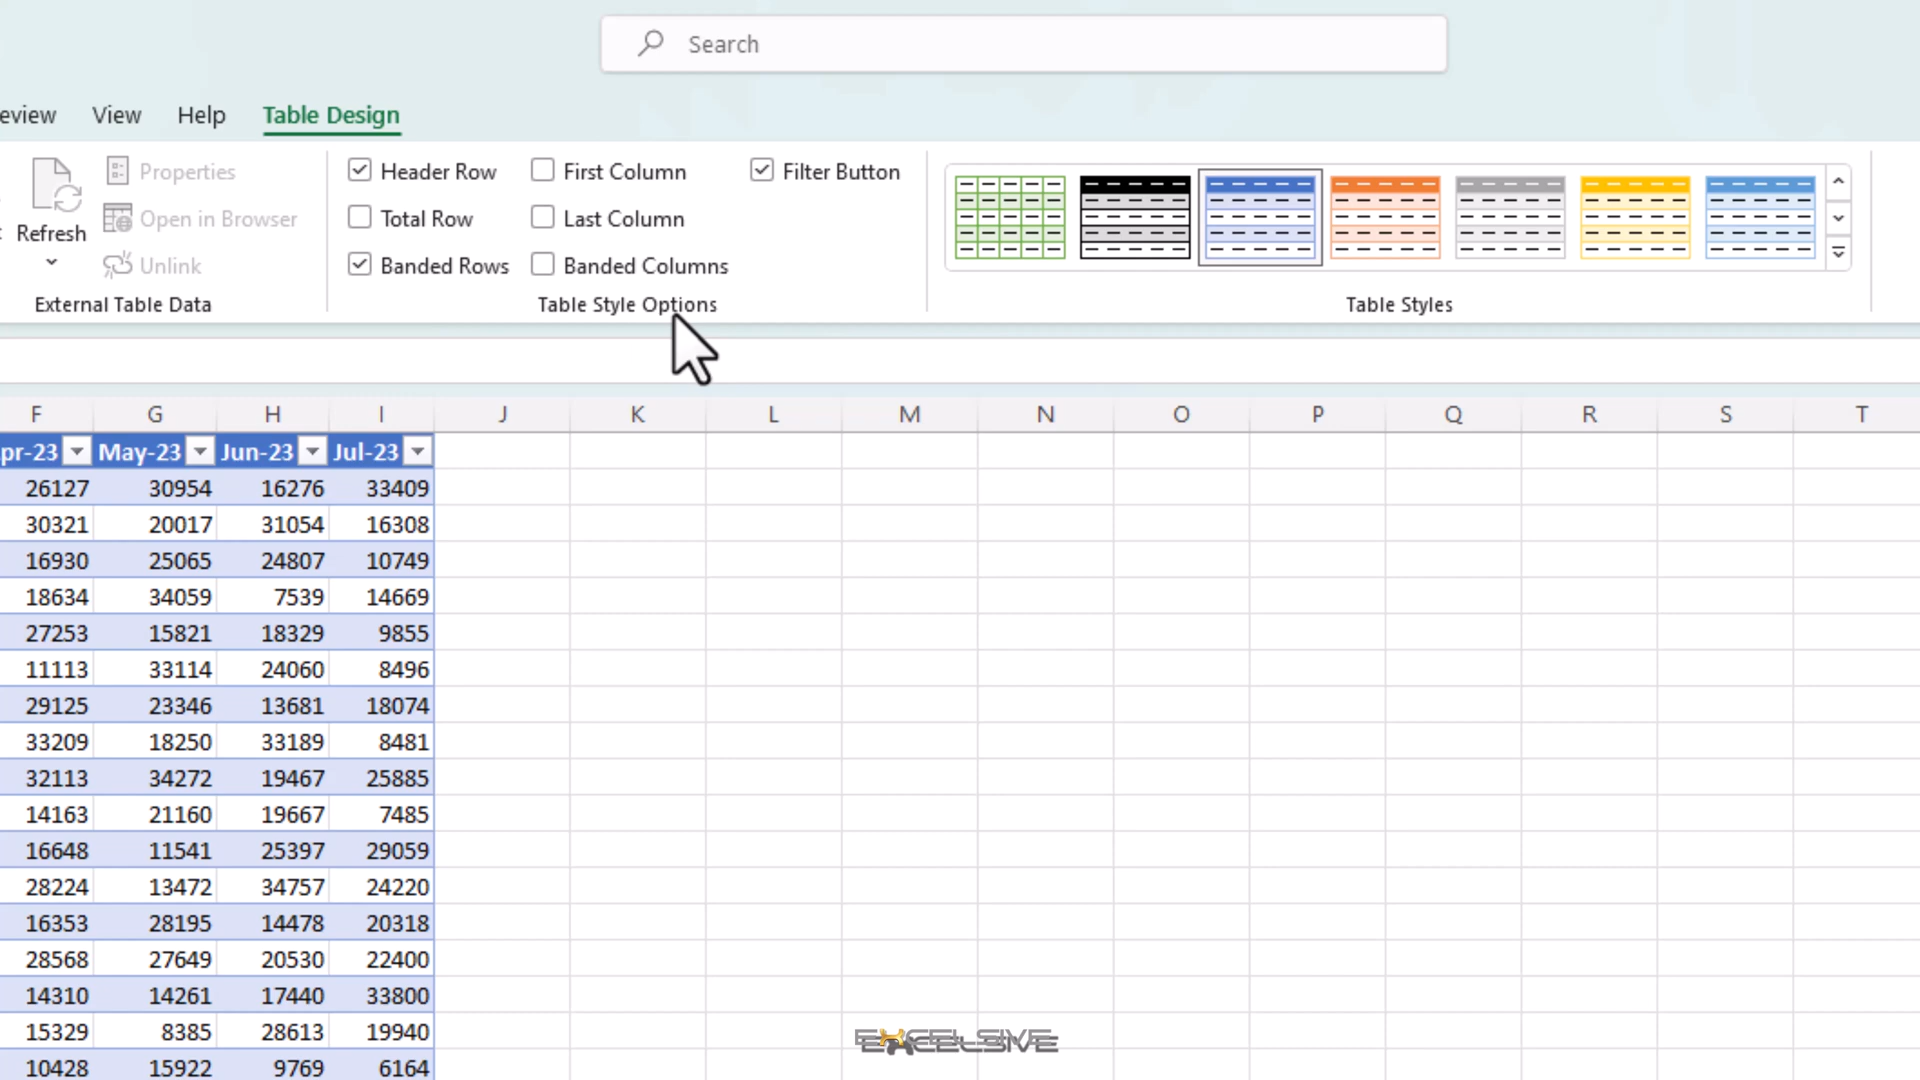 Search
eview View Help Table Design
Properties Header Row First Column Filter Button
Refresh Open in Browser Total Row Last Column
Unlink Banded Rows Banded Columns
External Table Data Table Style Options Table Styles
F G H I J K L M N O P Q R S T
pr-23 May-23 Jun-23 Jul-23
26127 30954 16276 33409
30321 20017 31054 16308
16930 25065 24807 10749
18634 34059 7539 14669
27253 15821 18329 9855
11113 33114 24060 8496
29125 23346 13681 18074
33209 18250 33189 8481
32113 34272 19467 25885
14163 21160 19667 7485
16648 11541 25397 29059
28224 13472 34757 24220
16353 28195 14478 20318
28568 27649 20530 22400
14310 14261 17440 33800
15329 8385 28613 19940
10428 15922 9769 6164
EXCELSIVE